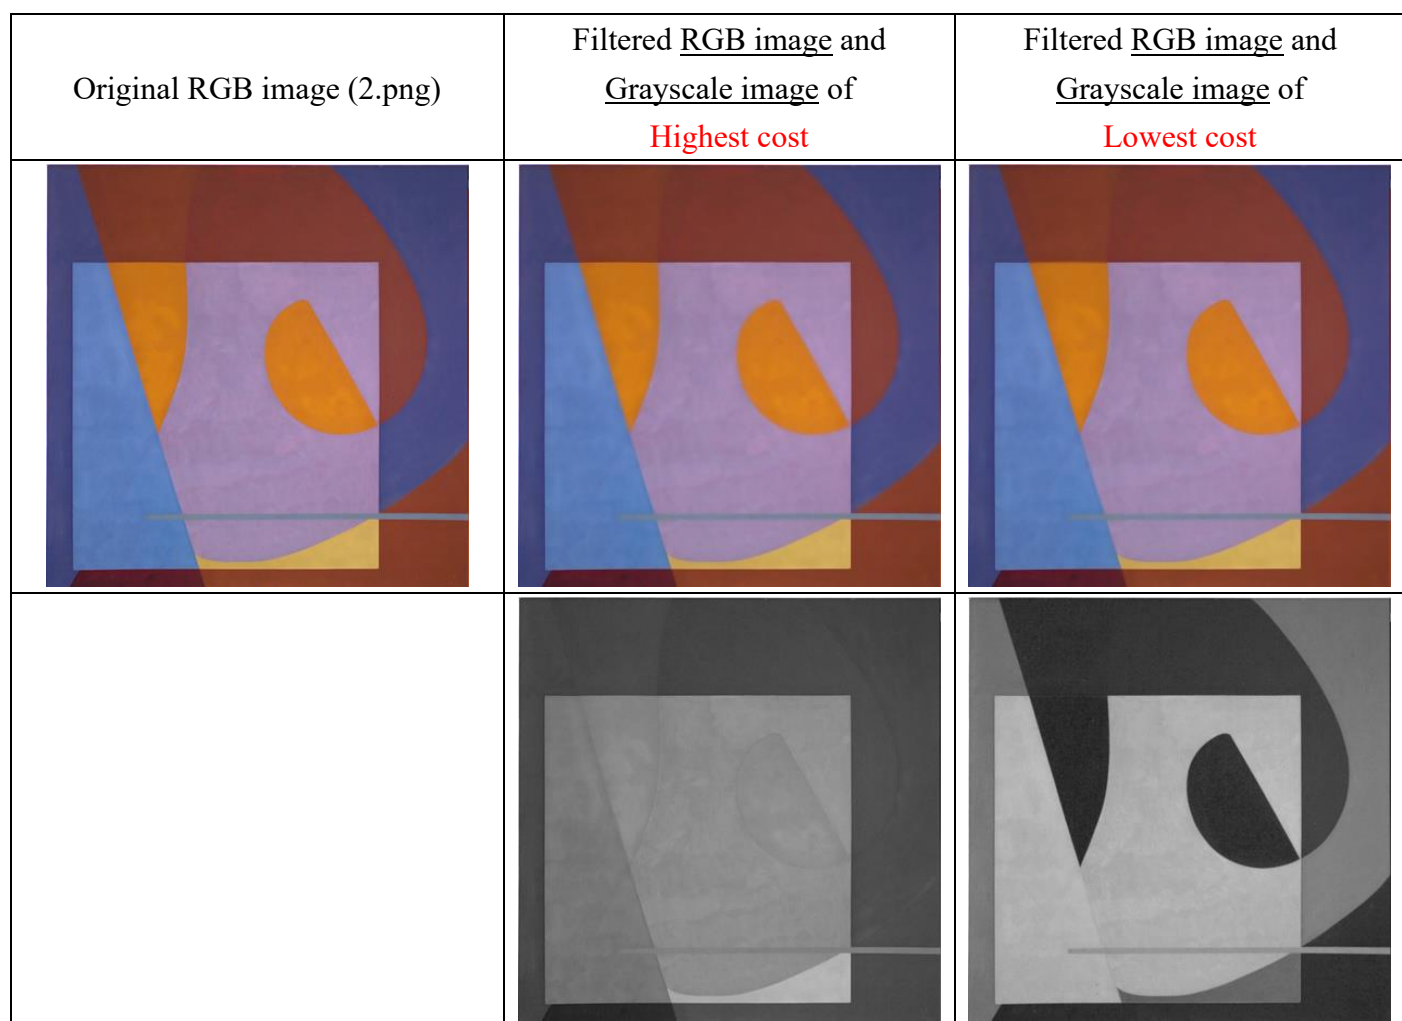 Original RGB image (2.png)
Filtered RGB image and
Grayscale image of
Highest cost
Filtered RGB image and
Grayscale image of
Lowest cost